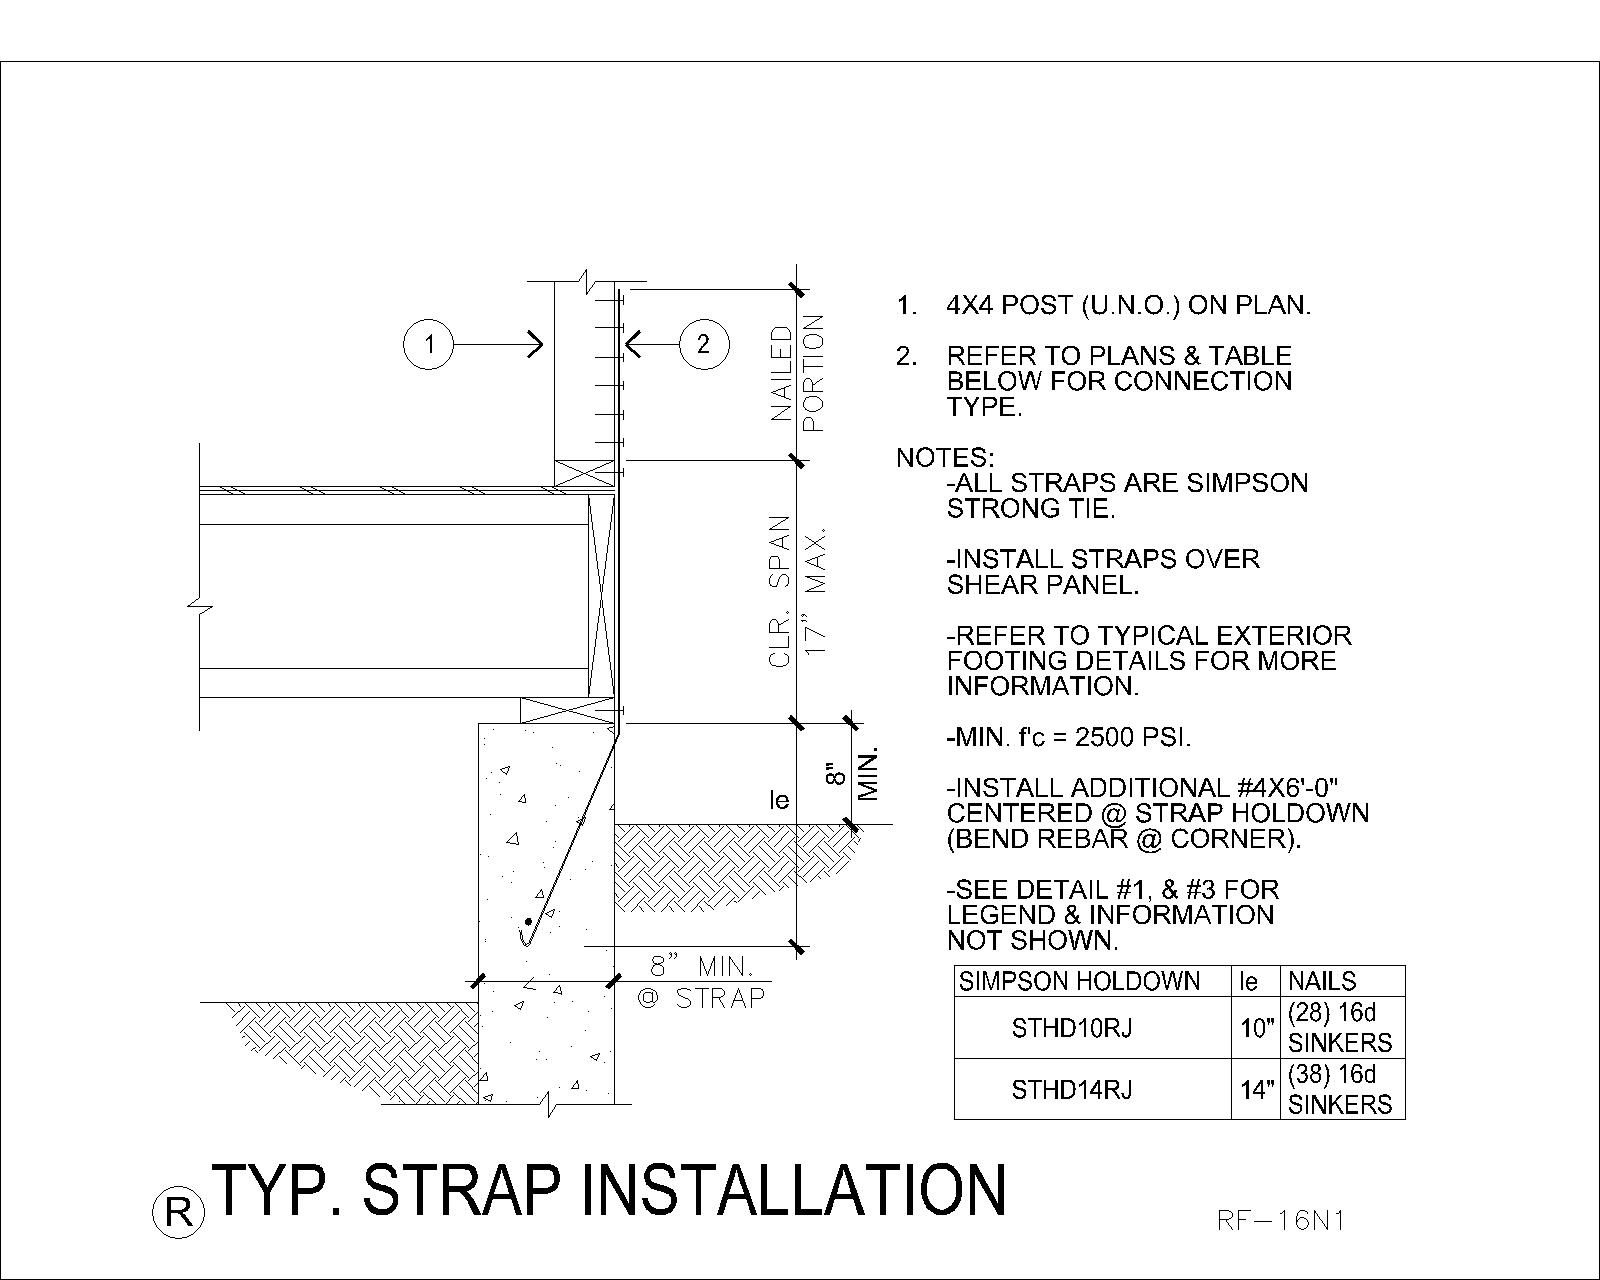 1
2
NAILED
PORTION
CLR. SPAN
17” MAX.
8"
MIN.
le
8” MIN.
@ STRAP
1. 4X4 POST (U.N.O.) ON PLAN.
2. REFER TO PLANS & TABLE
BELOW FOR CONNECTION
TYPE.
NOTES:
-ALL STRAPS ARE SIMPSON
STRONG TIE.
-INSTALL STRAPS OVER
SHEAR PANEL.
-REFER TO TYPICAL EXTERIOR
FOOTING DETAILS FOR MORE
INFORMATION.
-MIN. f'c = 2500 PSI.
-INSTALL ADDITIONAL #4X6'-0"
CENTERED @ STRAP HOLDOWN
(BEND REBAR @ CORNER).
-SEE DETAIL #1, & #3 FOR
LEGEND & INFORMATION
NOT SHOWN.
SIMPSON HOLDOWN le NAILS
STHD10RJ 10" (28) 16d
SINKERS
STHD14RJ 14" (38) 16d
SINKERS
R TYP. STRAP INSTALLATION
RF-16N1